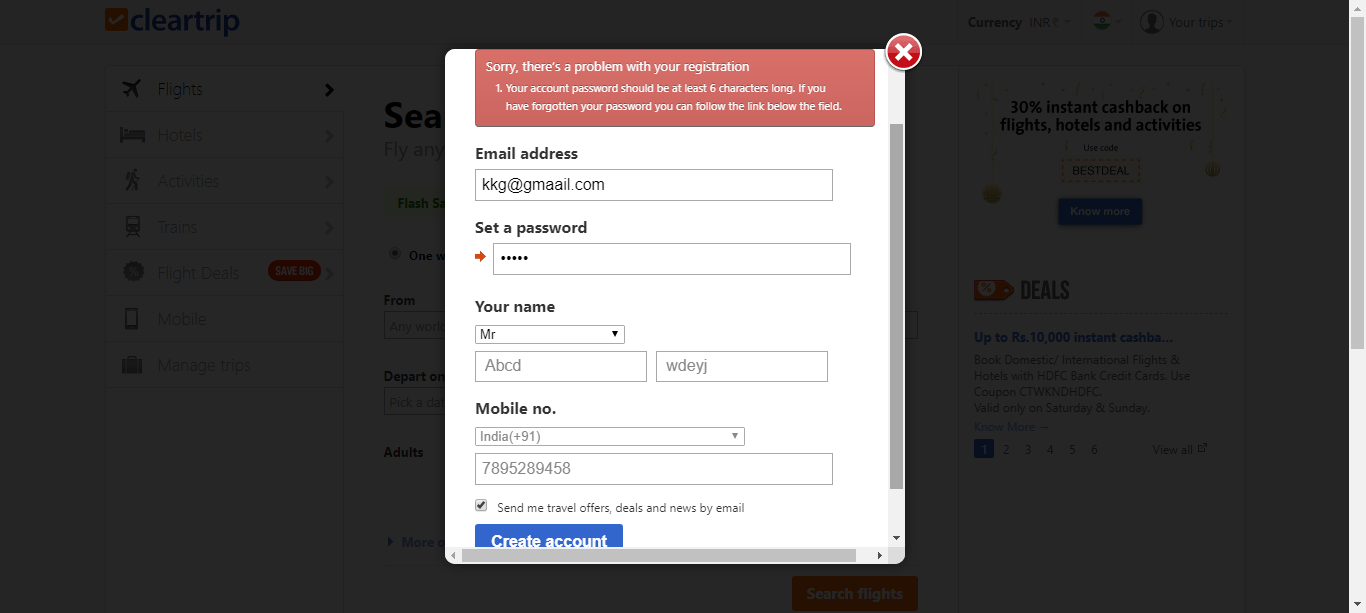 cleartrip
Currency INR₹
Your trips
Flights
Hotels
Activities
Trains
Flight Deals SAVE BIG
Mobile
Manage trips
Sea
Fly any
Flash Sa
One w
From
Any worl
Depart on
Pick a dat
Adults
More o
Search flights
Sorry, there's a problem with your registration
1. Your account password should be at least 6 characters long. If you
have forgotten your password you can follow the link below the field.
Email address
kkg@gmaail.com
Set a password
•••••
Your name
Mr
Abcd wdeyj
Mobile no.
India(+91)
7895289458
Send me travel offers, deals and news by email
Create account
30% instant cashback on
flights, hotels and activities
Use code
BESTDEAL
Know more
DEALS
Up to Rs.10,000 instant cashba...
Book Domestic/ International Flights &
Hotels with HDFC Bank Credit Cards. Use
Coupon CTWKNDHDFC.
Valid only on Saturday & Sunday.
Know More →
1 2 3 4 5 6 View all